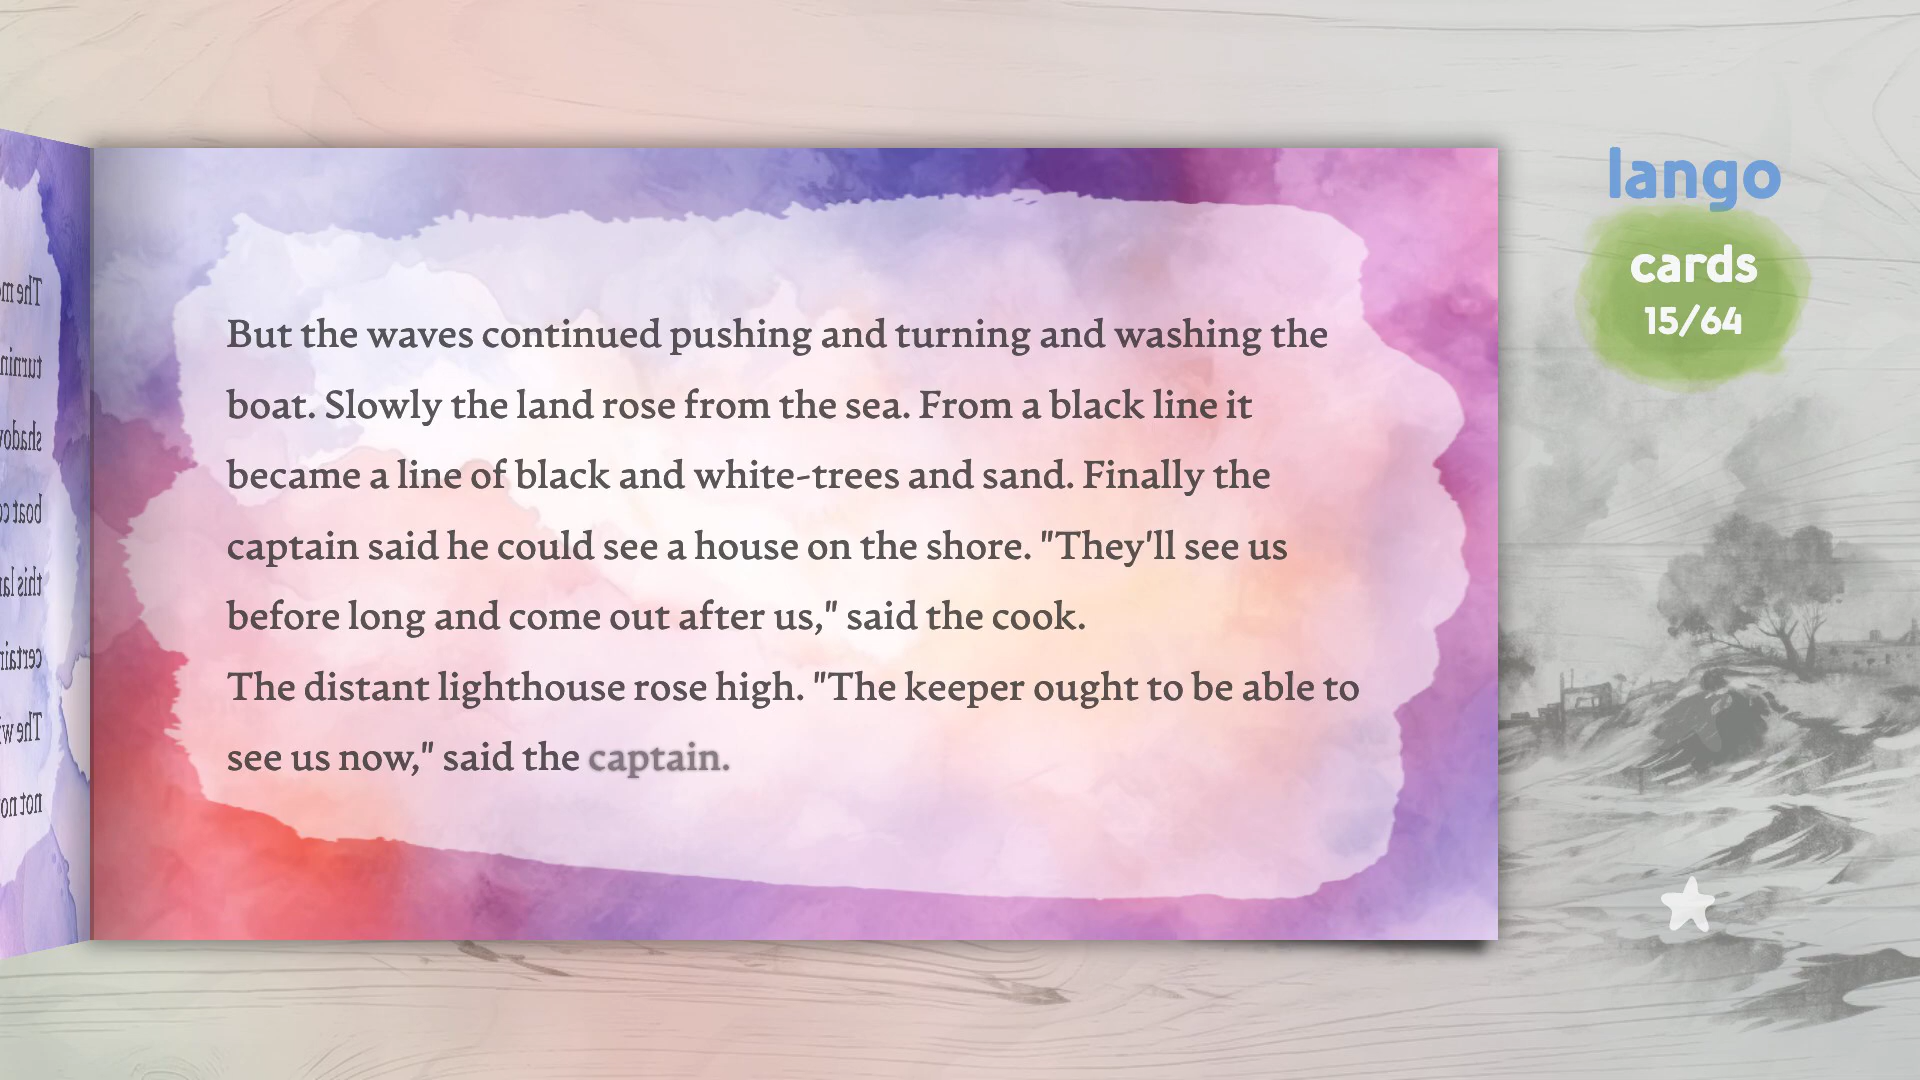 But the waves continued pushing and turning and washing the
boat. Slowly the land rose from the sea. From a black line it
became a line of black and white-trees and sand. Finally the
captain said he could see a house on the shore. "They'll see us
before long and come out after us," said the cook.
The distant lighthouse rose high. "The keeper ought to be able to
see us now," said the captain.
lango
cards
15/64